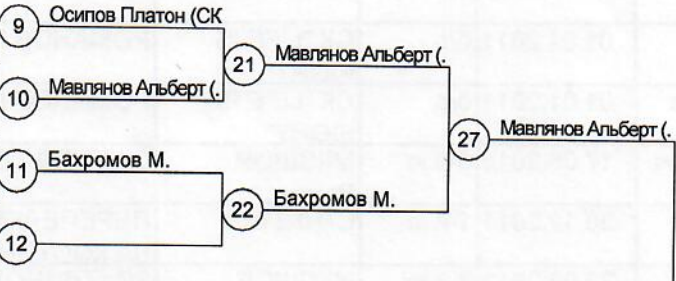 9 Осипов Платон (СК
21 Мавлянов Альберт (.
10 Мавлянов Альберт (.
27 Мавлянов Альберт (.
11 Бахромов М.
22 Бахромов М.
12